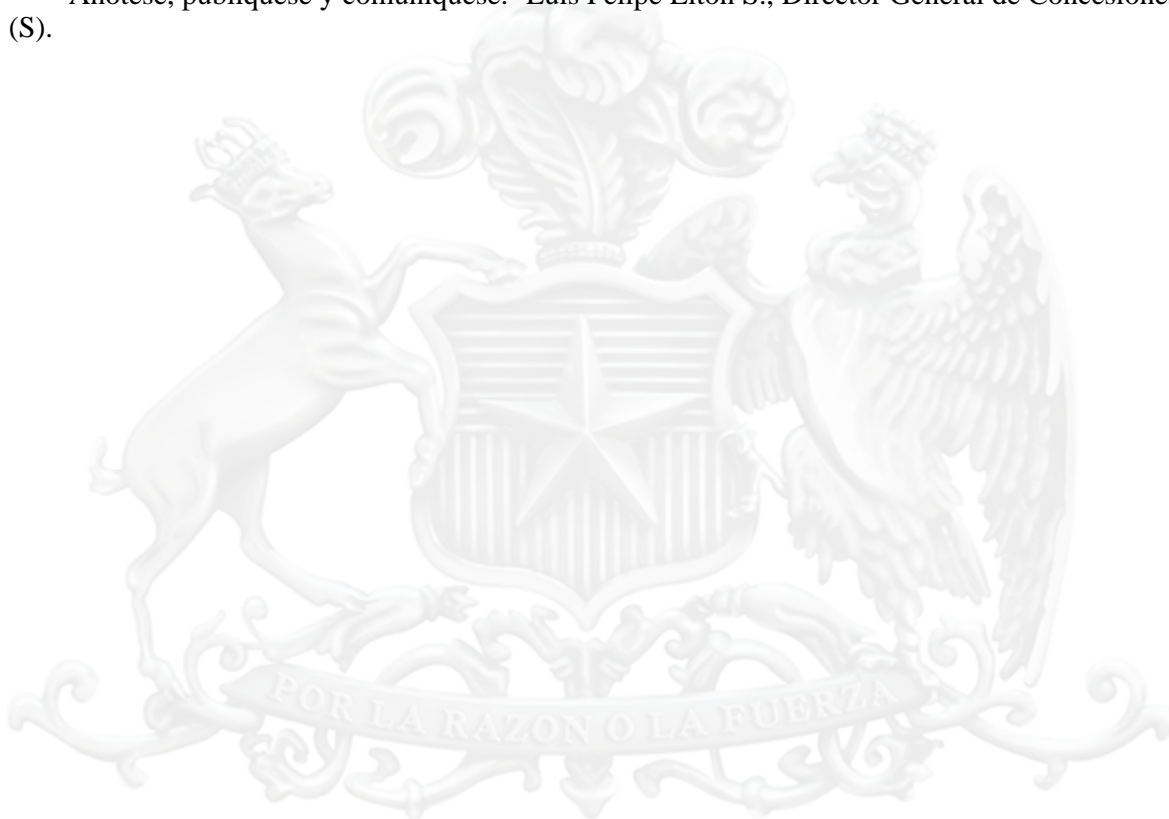 Anótese, publíquese y comuníquese.- Luis Felipe Elton S., Director General de Concesione
(S).
POR LA RAZON O LA FUERZA